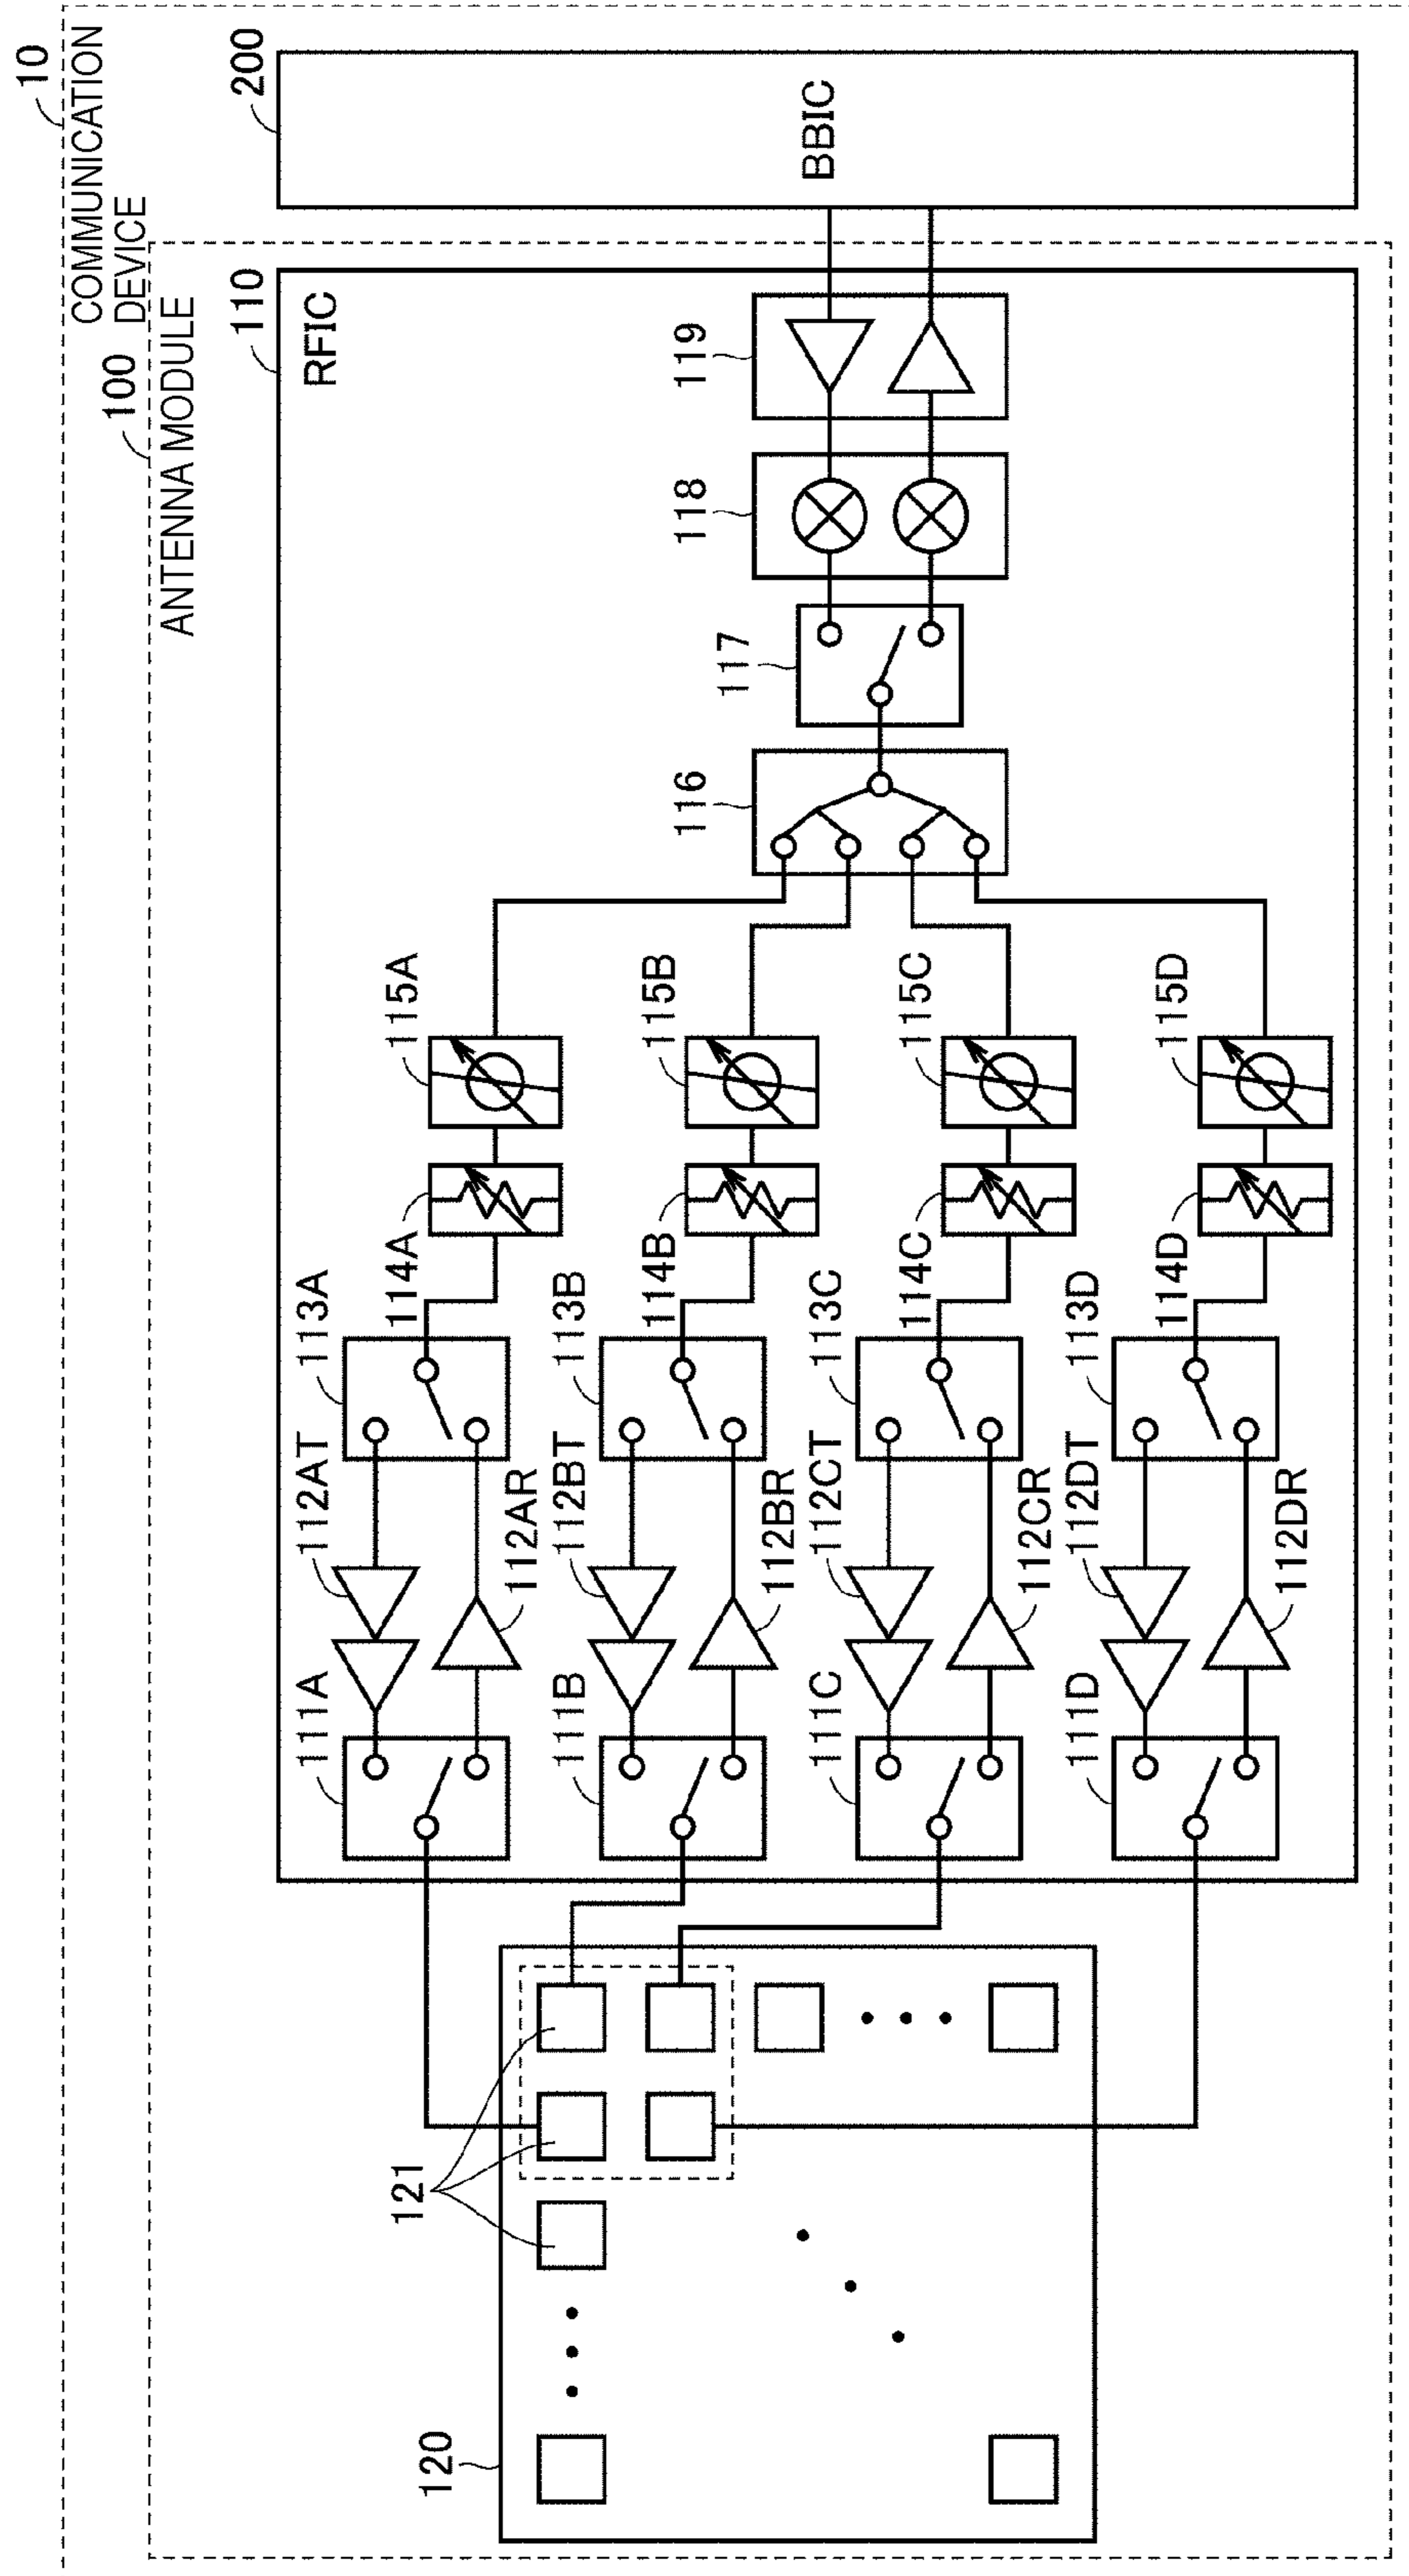 10
COMMUNICATION
DEVICE
100
ANTENNA MODULE
200
BBIC
110
RFIC
119
118
117
116
115A
115B
115C
115D
114A
114B
114C
114D
113A
113B
113C
113D
112AT
112BT
112CT
112DT
112AR
112BR
112CR
112DR
111A
111B
111C
111D
121
120